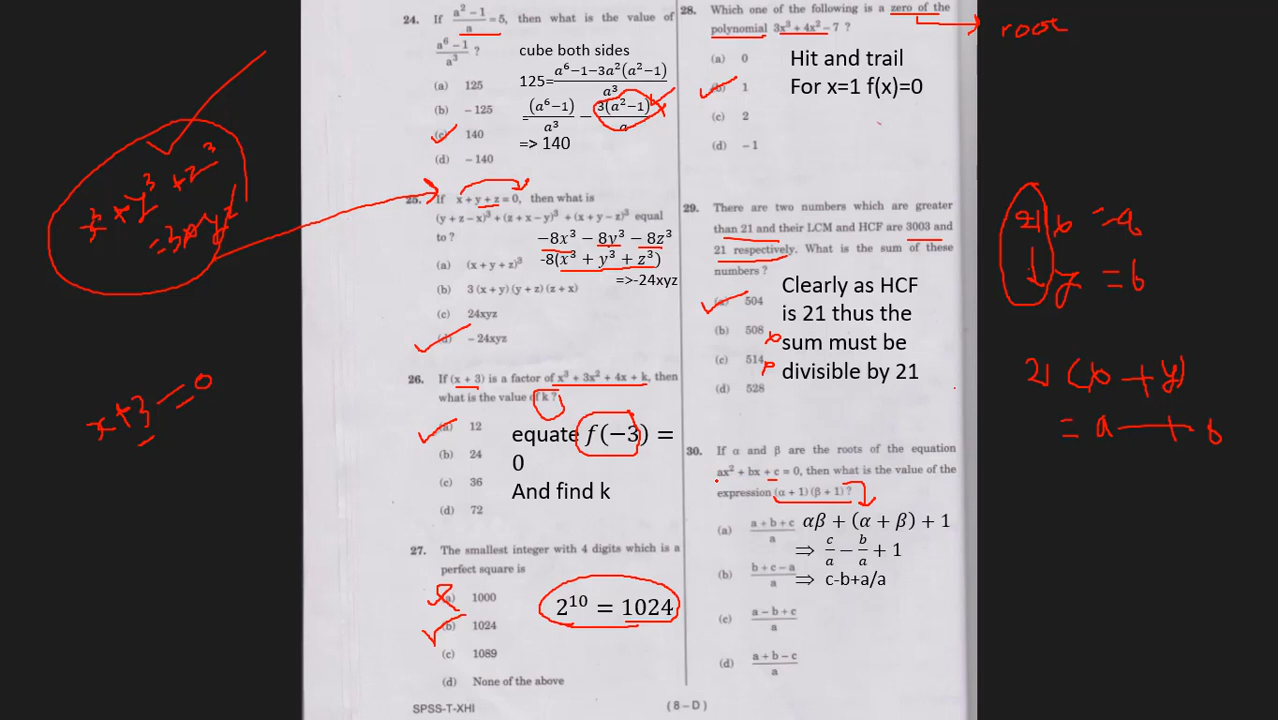 24. If a² − 1 / a = 5, then what is the value of
a⁶ − 1 / a³ ?
(a) 125
(b) − 125
(c) 140
(d) − 140
cube both sides
125= a⁶−1−3a²(a²−1) / a³
= (a⁶−1) / a³ − 3(a²−1) / a
=> 140
25. If x + y + z = 0, then what is
(y + z − x)³ + (z + x − y)³ + (x + y − z)³ equal
to ?
(a) (x + y + z)³
(b) 3 (x + y) (y + z) (z + x)
(c) 24xyz
(d) − 24xyz
−8x³ − 8y³ − 8z³
-8(x³ + y³ + z³)
=>-24xyz
26. If (x + 3) is a factor of x³ + 3x² + 4x + k, then
what is the value of k ?
(a) 12
(b) 24
(c) 36
(d) 72
equate f(−3) =
0
And find k
27. The smallest integer with 4 digits which is a
perfect square is
(a) 1000
(b) 1024
(c) 1089
(d) None of the above
2¹⁰ = 1024
SPSS-T-XHI
( 8 – D )
28. Which one of the following is a zero of the
polynomial 3x³ + 4x² − 7 ?
(a) 0
(b) 1
(c) 2
(d) − 1
Hit and trail
For x=1 f(x)=0
29. There are two numbers which are greater
than 21 and their LCM and HCF are 3003 and
21 respectively. What is the sum of these
numbers ?
(a) 504
(b) 508
(c) 514
(d) 528
Clearly as HCF
is 21 thus the
sum must be
divisible by 21
30. If α and β are the roots of the equation
ax² + bx + c = 0, then what is the value of the
expression (α + 1) (β + 1) ?
(a) a + b + c / a
(b) b + c − a / a
(c) a − b + c / a
(d) a + b − c / a
αβ + (α + β) + 1
⇒ c/a − b/a + 1
⇒ c-b+a/a
x³ + y³ + z³
= 3xyz
x+3 = 0
root
21 x = a
y = b
21 (x + y)
= a + b